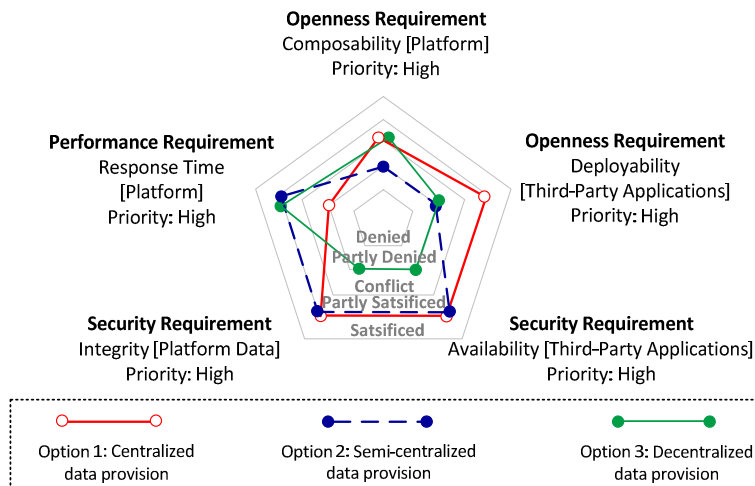 Openness Requirement
Composability [Platform]
Priority: High
Performance Requirement
Response Time
[Platform]
Priority: High
Openness Requirement
Deployability
[Third-Party Applications]
Priority: High
Denied
Partly Denied
Conflict
Partly Satsificed
Satsificed
Security Requirement
Integrity [Platform Data]
Priority: High
Security Requirement
Availability [Third-Party Applications]
Priority: High
Option 1: Centralized
data provision
Option 2: Semi-centralized
data provision
Option 3: Decentralized
data provision